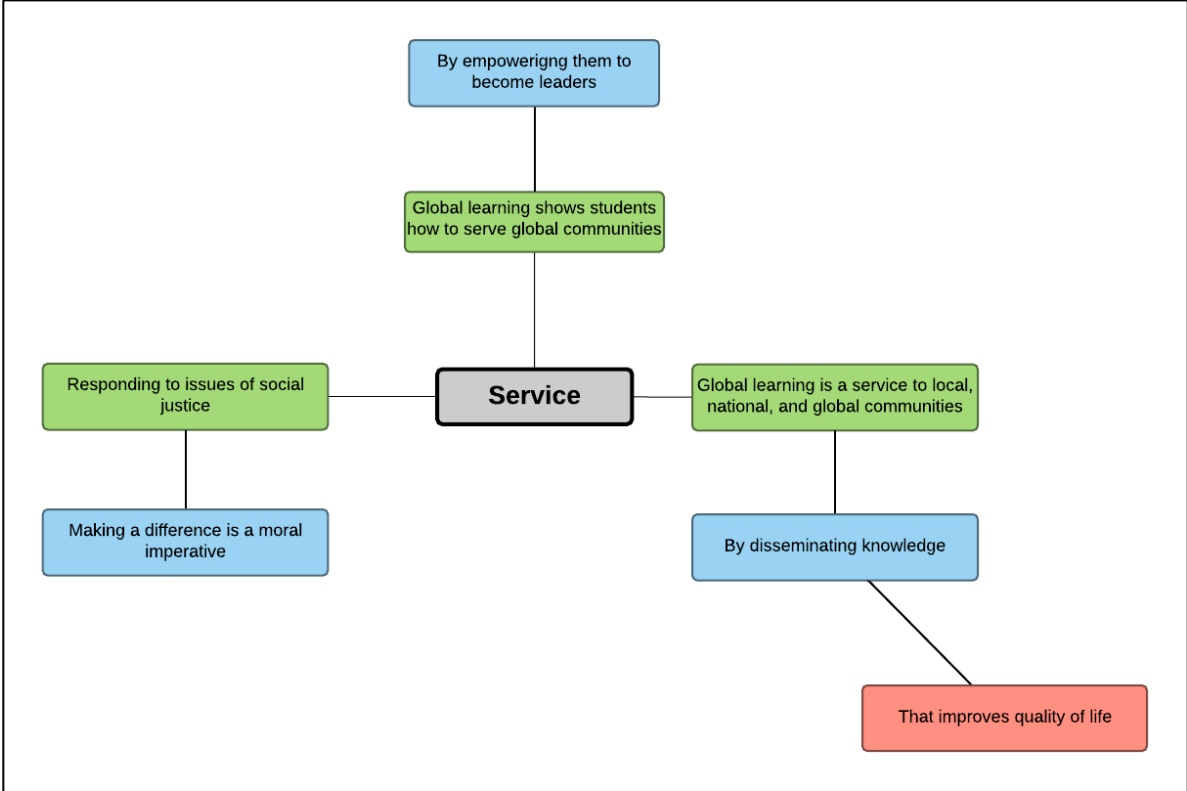 By empowerigng them to
become leaders
Global learning shows students
how to serve global communities
Responding to issues of social
justice
Service
Global learning is a service to local,
national, and global communities
Making a difference is a moral
imperative
By disseminating knowledge
That improves quality of life